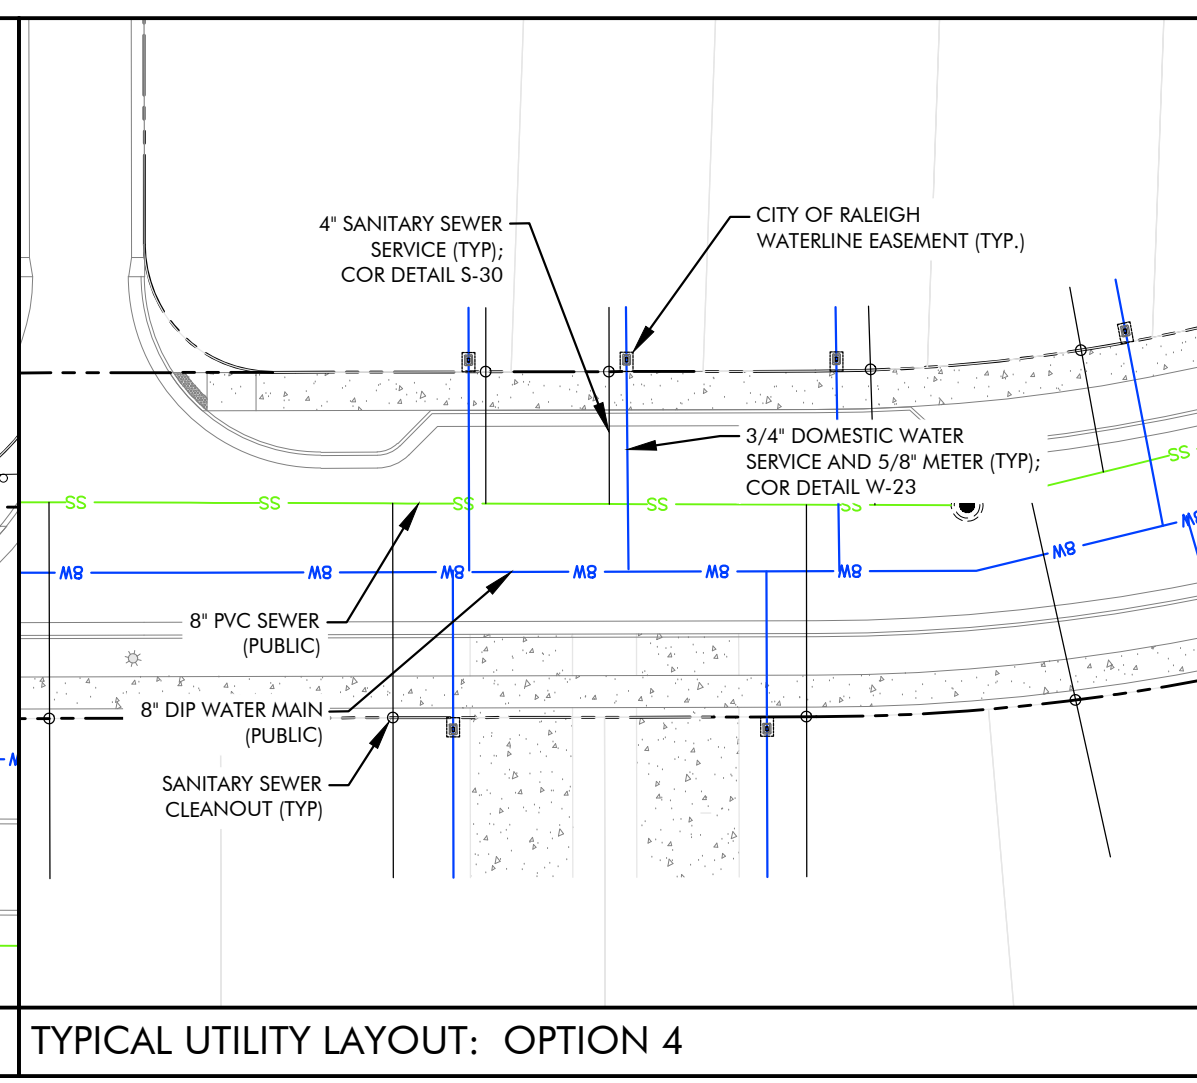 4" SANITARY SEWER
SERVICE (TYP);
COR DETAIL S-30
CITY OF RALEIGH
WATERLINE EASEMENT (TYP.)
3/4" DOMESTIC WATER
SERVICE AND 5/8" METER (TYP);
COR DETAIL W-23
SS
SS
SS
SS
SS
SS
8W
8W
8W
8W
8W
8W
8W
8W
8" PVC SEWER
(PUBLIC)
8" DIP WATER MAIN
(PUBLIC)
SANITARY SEWER
CLEANOUT (TYP)
TYPICAL UTILITY LAYOUT: OPTION 4